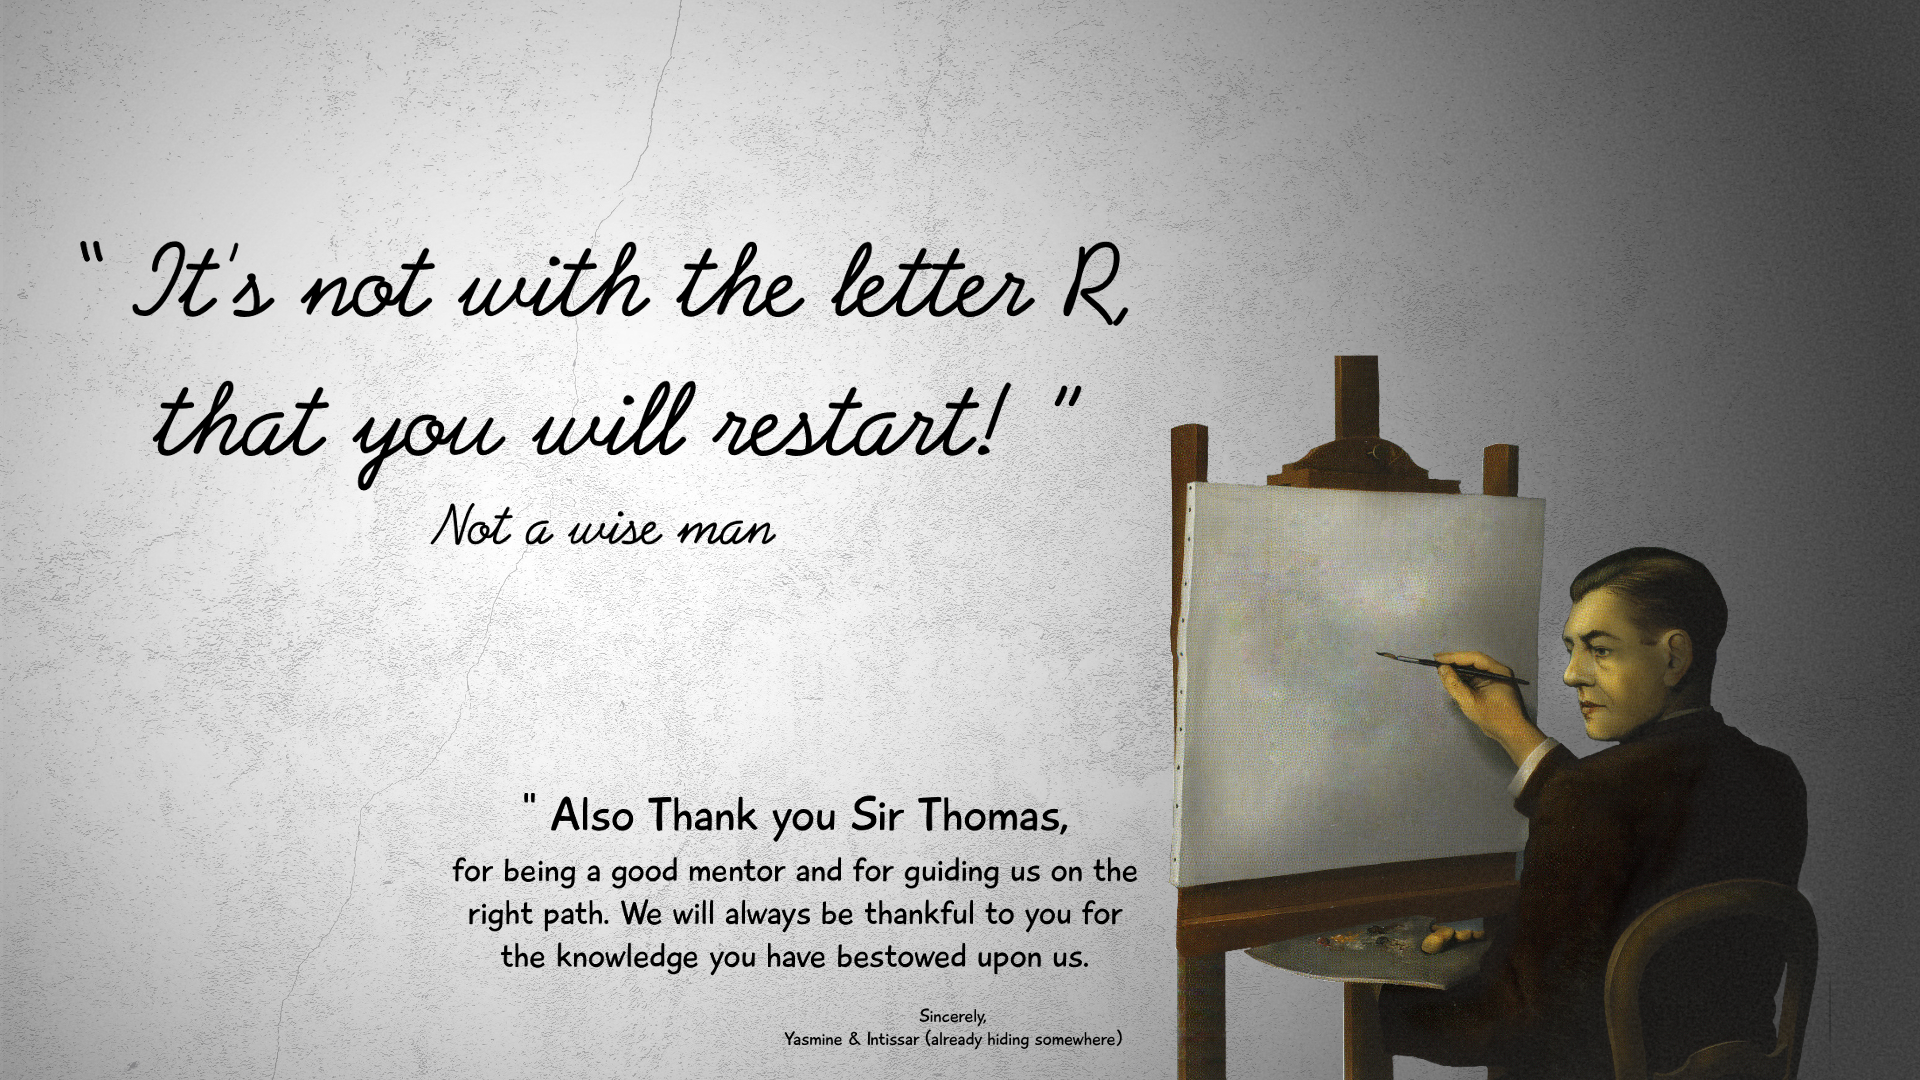 " It's not with the letter R,
that you will restart! "
Not a wise man
" Also Thank you Sir Thomas,
for being a good mentor and for guiding us on the
right path. We will always be thankful to you for
the knowledge you have bestowed upon us.
Sincerely,
Yasmine & Intissar (already hiding somewhere)